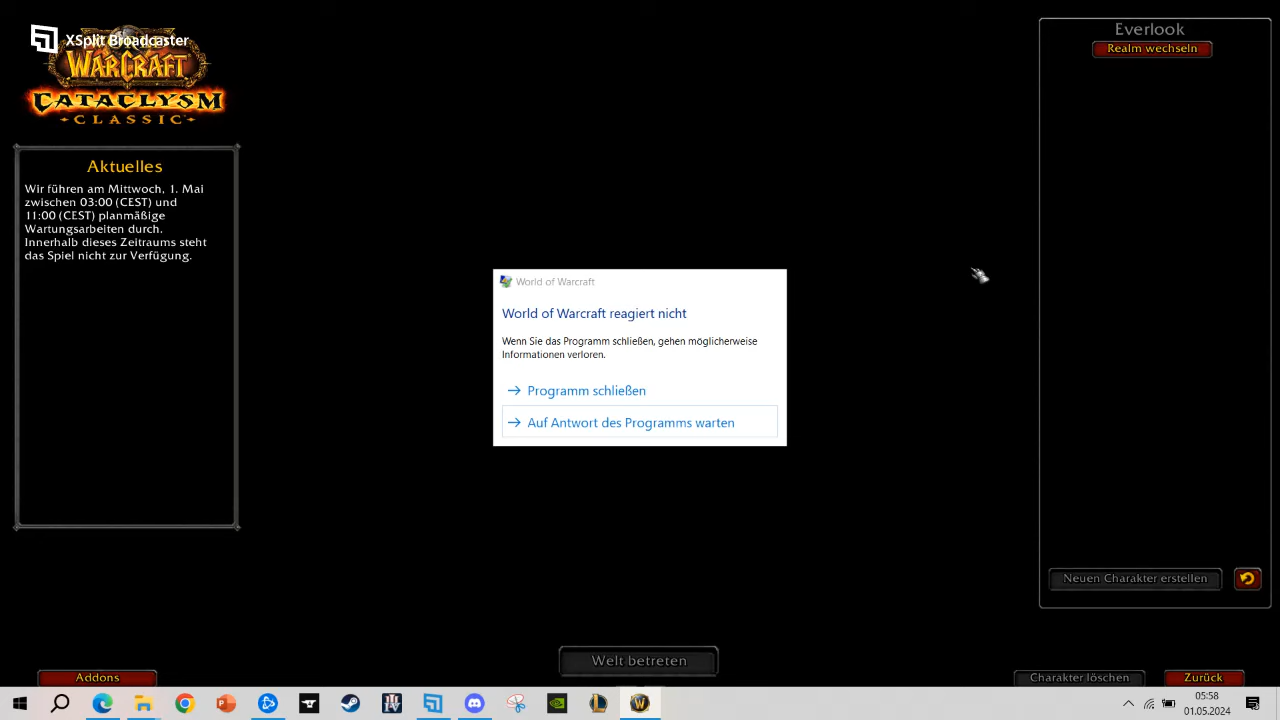 XSplit Broadcaster
WARCRAFT
CATACLYSM
CLASSIC
Aktuelles
Wir führen am Mittwoch, 1. Mai
zwischen 03:00 (CEST) und
11:00 (CEST) planmäßige
Wartungsarbeiten durch.
Innerhalb dieses Zeitraums steht
das Spiel nicht zur Verfügung.
World of Warcraft
World of Warcraft reagiert nicht
Wenn Sie das Programm schließen, gehen möglicherweise
Informationen verloren.
Programm schließen
Auf Antwort des Programms warten
Everlook
Realm wechseln
Neuen Charakter erstellen
Welt betreten
Addons
Charakter löschen
Zurück
05:58
01.05.2024